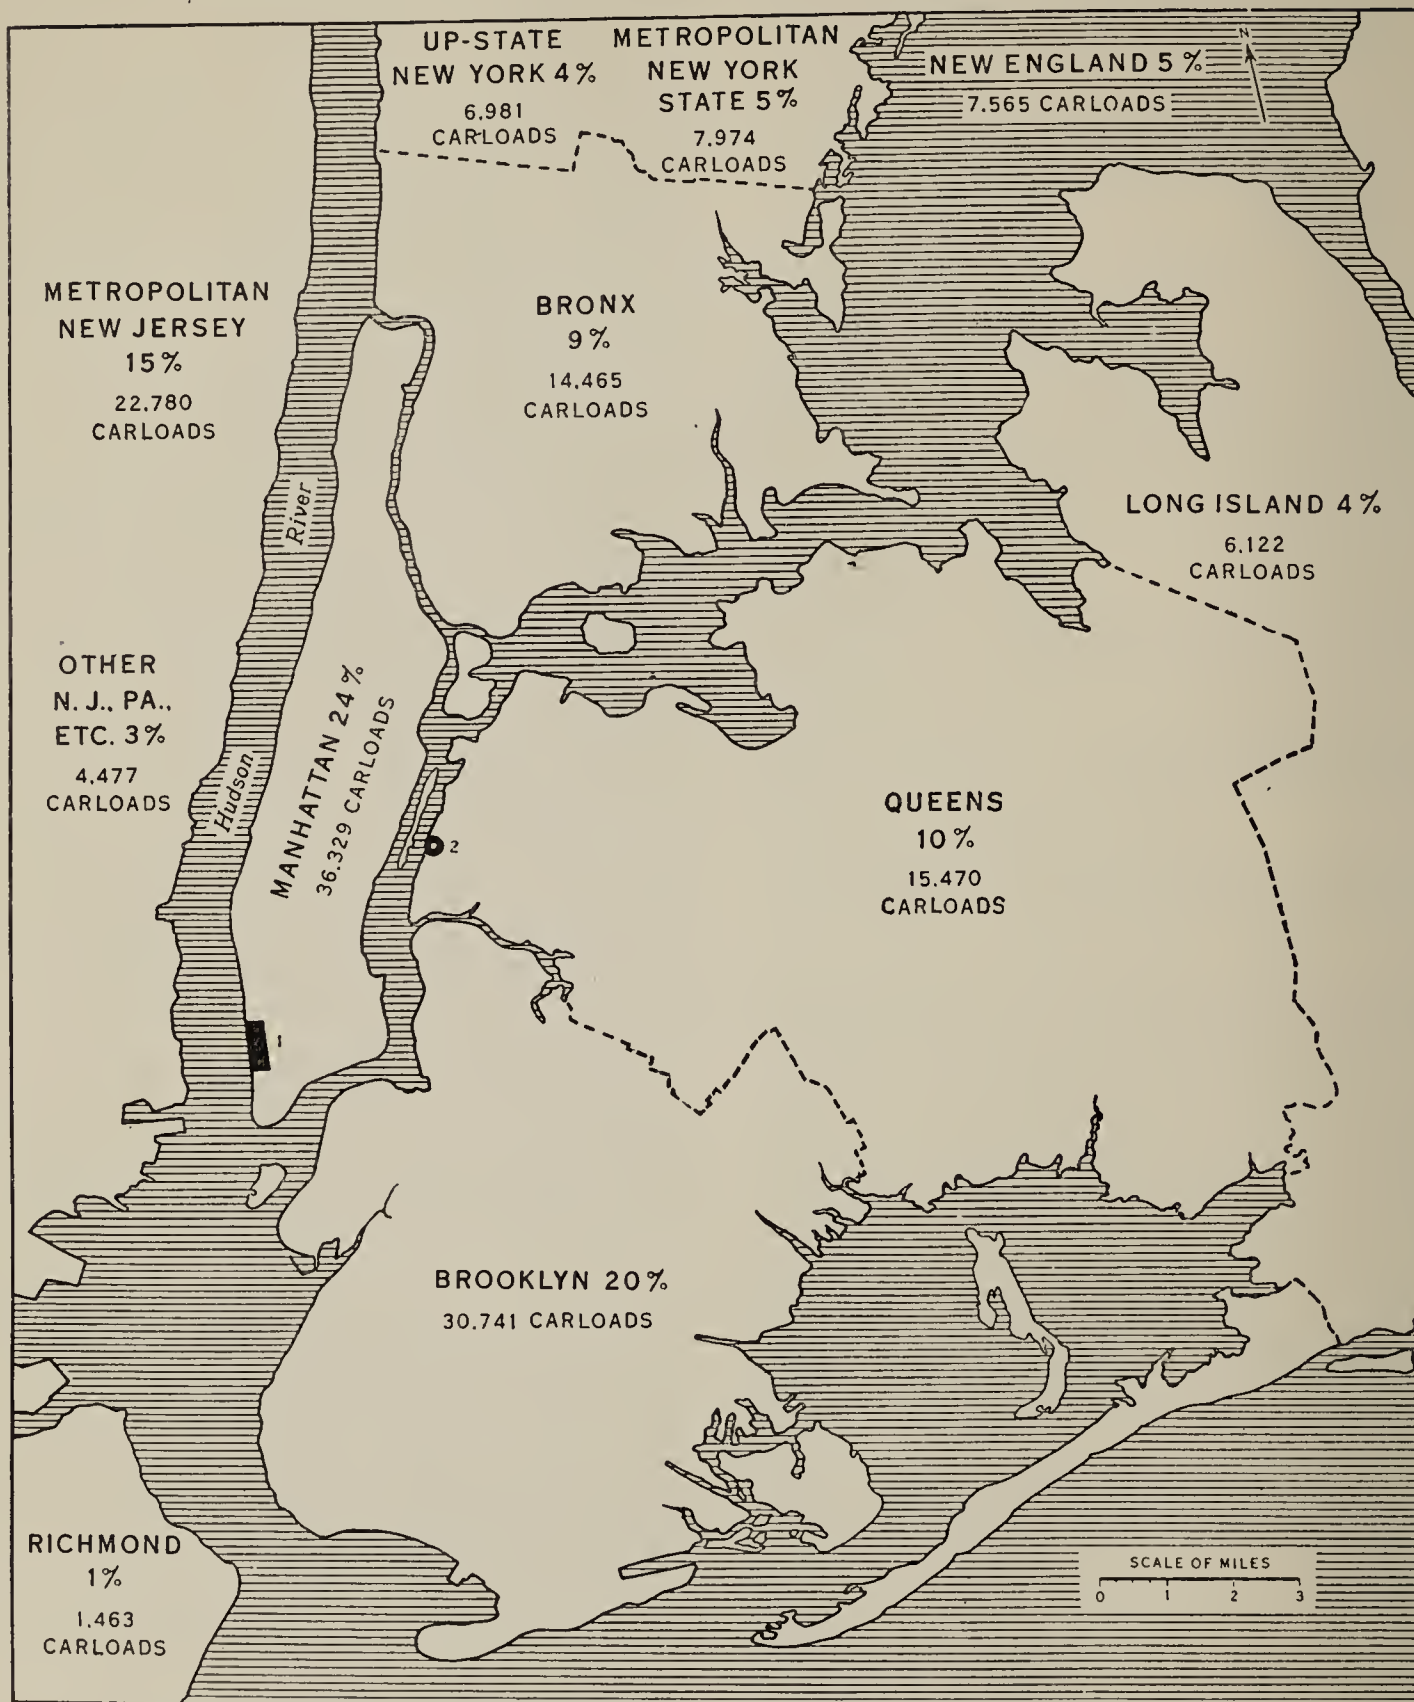 UP-STATE
NEW YORK 4%
6,981
CARLOADS
METROPOLITAN
NEW YORK
STATE 5%
7,974
CARLOADS
NEW ENGLAND 5%
7.565 CARLOADS
N
METROPOLITAN
NEW JERSEY
15%
22.780
CARLOADS
BRONX
9%
14,465
CARLOADS
River
LONG ISLAND 4%
6,122
CARLOADS
OTHER
N. J., PA.,
ETC. 3%
4,477
CARLOADS
Hudson
MANHATTAN 24%
36,329 CARLOADS
2
QUEENS
10%
15,470
CARLOADS
1
BROOKLYN 20%
30,741 CARLOADS
RICHMOND
1%
1,463
CARLOADS
SCALE OF MILES
0 1 2 3